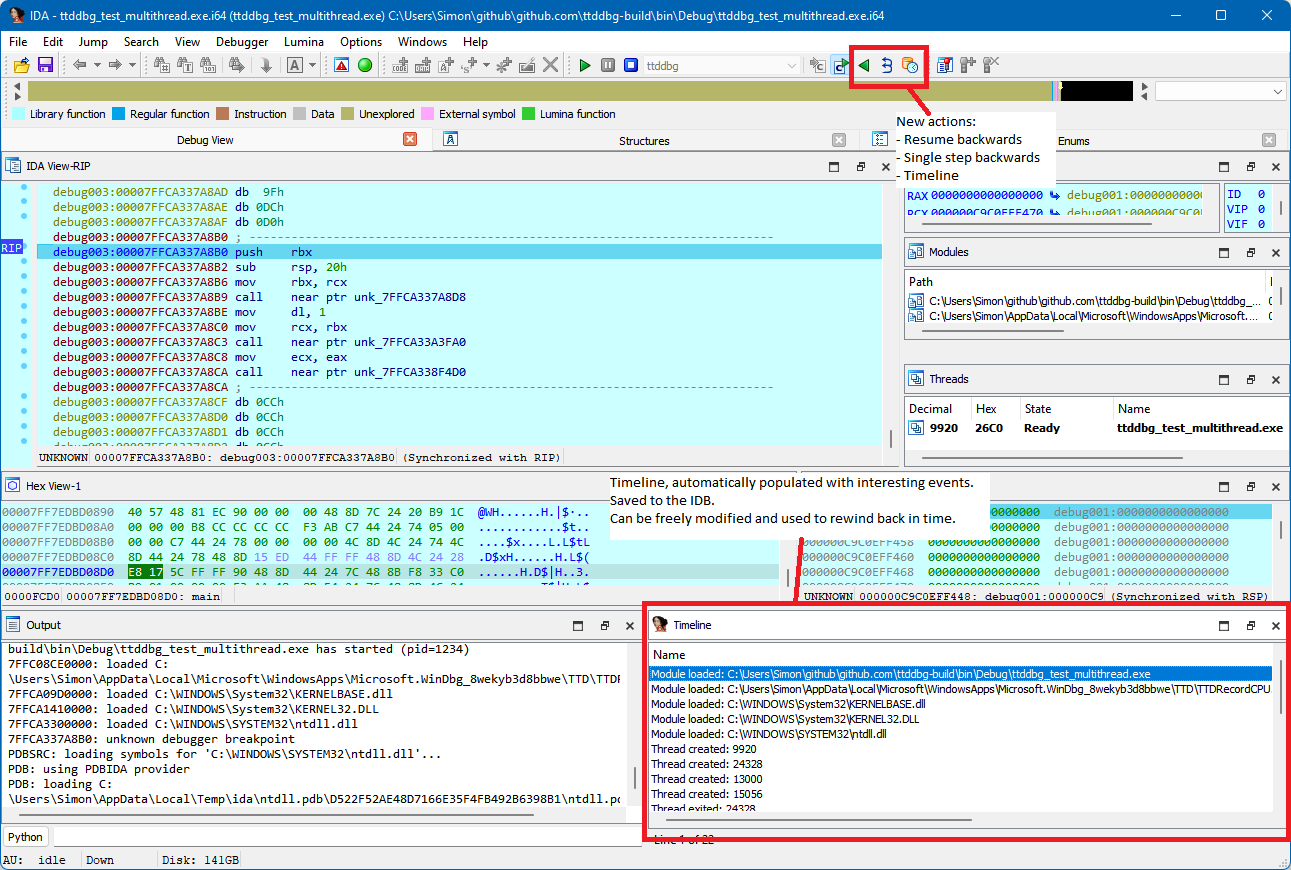 IDA - ttddbg_test_multithread.exe.i64 (ttddbg_test_multithread.exe) C:\Users\Simon\github\github.com\ttddbg-build\bin\Debug\ttddbg_test_multithread.exe.i64
File Edit Jump Search View Debugger Lumina Options Windows Help
ttddbg
Library function Regular function Instruction Data Unexplored External symbol Lumina function
New actions:
- Resume backwards
- Single step backwards
- Timeline
Debug View Structures Enums
IDA View-RIP
debug003:00007FFCA337A8AD db 9Fh
debug003:00007FFCA337A8AE db 0DCh
debug003:00007FFCA337A8AF db 0D0h
debug003:00007FFCA337A8B0 ; ---------------------------------------------------------------------------
RIP debug003:00007FFCA337A8B0 push rbx
debug003:00007FFCA337A8B2 sub rsp, 20h
debug003:00007FFCA337A8B6 mov rbx, rcx
debug003:00007FFCA337A8B9 call near ptr unk_7FFCA337A8D8
debug003:00007FFCA337A8BE mov dl, 1
debug003:00007FFCA337A8C0 mov rcx, rbx
debug003:00007FFCA337A8C3 call near ptr unk_7FFCA33A3FA0
debug003:00007FFCA337A8C8 mov ecx, eax
debug003:00007FFCA337A8CA call near ptr unk_7FFCA338F4D0
debug003:00007FFCA337A8CA ; ---------------------------------------------------------------------------
debug003:00007FFCA337A8CF db 0CCh
debug003:00007FFCA337A8D0 db 0CCh
debug003:00007FFCA337A8D1 db 0CCh
UNKNOWN 00007FFCA337A8B0: debug003:00007FFCA337A8B0 (Synchronized with RIP)
RAX 0000000000000000 debug001:000000000
RCX 000000C9C0EFF470 debug001:000000C9C0
ID 0
VIP 0
VIF 0
Modules
Path
C:\Users\Simon\github\github.com\ttddbg-build\bin\Debug\ttddbg_...
C:\Users\Simon\AppData\Local\Microsoft\WindowsApps\Microsoft....
Threads
Decimal Hex State Name
9920 26C0 Ready ttddbg_test_multithread.exe
Hex View-1
00007FF7EDBD0890 40 57 48 81 EC 90 00 00 00 48 8D 7C 24 20 B9 1C @WH......H.|$·..
00007FF7EDBD08A0 00 00 00 B8 CC CC CC CC F3 AB C7 44 24 74 05 00 ............$t..
00007FF7EDBD08B0 00 00 C7 44 24 78 00 00 00 00 4C 8D 4C 24 74 4C ....$x....L.L$tL
00007FF7EDBD08C0 8D 44 24 78 48 8D 15 ED 44 FF FF 48 8D 4C 24 28 .D$xH......H.L$(
00007FF7EDBD08D0 E8 17 5C FF FF 90 48 8D 44 24 7C 48 8B F8 33 C0 ......H.D$|H..3.
0000FCD0 00007FF7EDBD08D0: main
Timeline, automatically populated with interesting events.
Saved to the IDB.
Can be freely modified and used to rewind back in time.
0000000000 debug001:0000000000000000
000000C9C0EFF458 0000000000000000 debug001:0000000000000000
000000C9C0EFF460 0000000000000000 debug001:0000000000000000
000000C9C0EFF468 0000000000000000 debug001:0000000000000000
UNKNOWN 000000C9C0EFF448: debug001:000000C9 (Synchronized with RSP)
Output
build\bin\Debug\ttddbg_test_multithread.exe has started (pid=1234)
7FFC08CE0000: loaded C:
\Users\Simon\AppData\Local\Microsoft\WindowsApps\Microsoft.WinDbg_8wekyb3d8bbwe\TTD\TTDR
7FFCA09D0000: loaded C:\WINDOWS\System32\KERNELBASE.dll
7FFCA1410000: loaded C:\WINDOWS\System32\KERNEL32.DLL
7FFCA3300000: loaded C:\WINDOWS\SYSTEM32\ntdll.dll
7FFCA337A8B0: unknown debugger breakpoint
PDBSRC: loading symbols for 'C:\WINDOWS\SYSTEM32\ntdll.dll'...
PDB: using PDBIDA provider
PDB: loading C:
\Users\Simon\AppData\Local\Temp\ida\ntdll.pdb\D522F52AE48D7166E35F4FB492B6398B1\ntdll.pd
Python
Timeline
Name
Module loaded: C:\Users\Simon\github\github.com\ttddbg-build\bin\Debug\ttddbg_test_multithread.exe
Module loaded: C:\Users\Simon\AppData\Local\Microsoft\WindowsApps\Microsoft.WinDbg_8wekyb3d8bbwe\TTD\TTDRecordCPU
Module loaded: C:\WINDOWS\System32\KERNELBASE.dll
Module loaded: C:\WINDOWS\System32\KERNEL32.DLL
Module loaded: C:\WINDOWS\SYSTEM32\ntdll.dll
Thread created: 9920
Thread created: 24328
Thread created: 13000
Thread created: 15056
Thread exited: 24328
Line 1 of 22
AU: idle Down Disk: 141GB